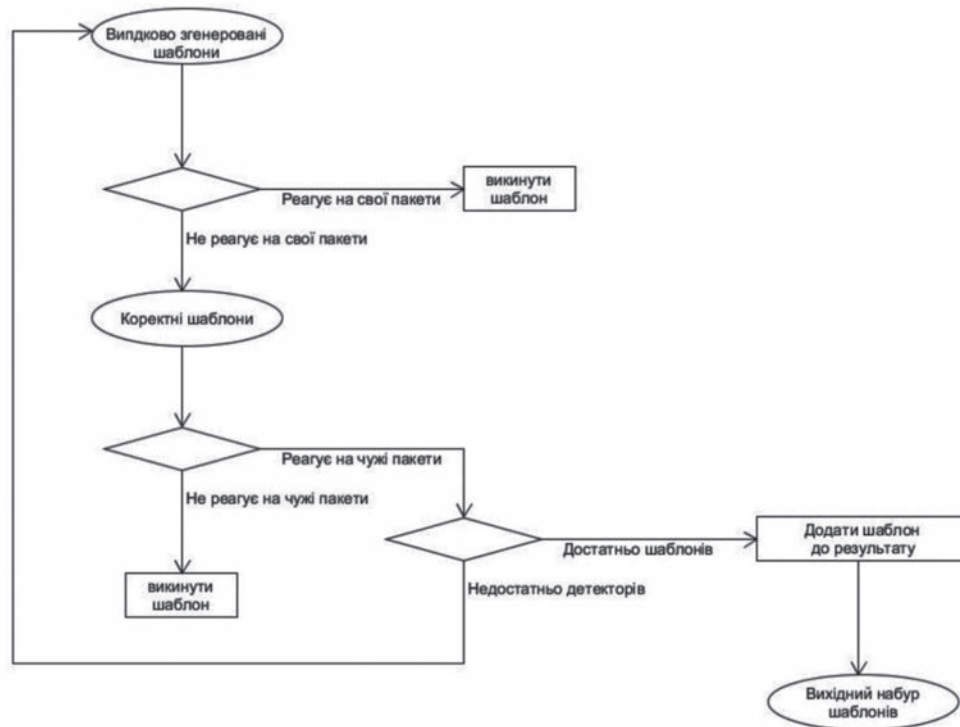 Випдково згенеровані
шаблони
Реагує на свої пакети
викинути
шаблон
Не реагує на свої пакети
Коректні шаблони
Реагує на чужі пакети
Не реагує на чужі пакети
Достатньо шаблонів
Додати шаблон
до результату
викинути
шаблон
Недостатньо детекторів
Вихідний набур
шаблонів